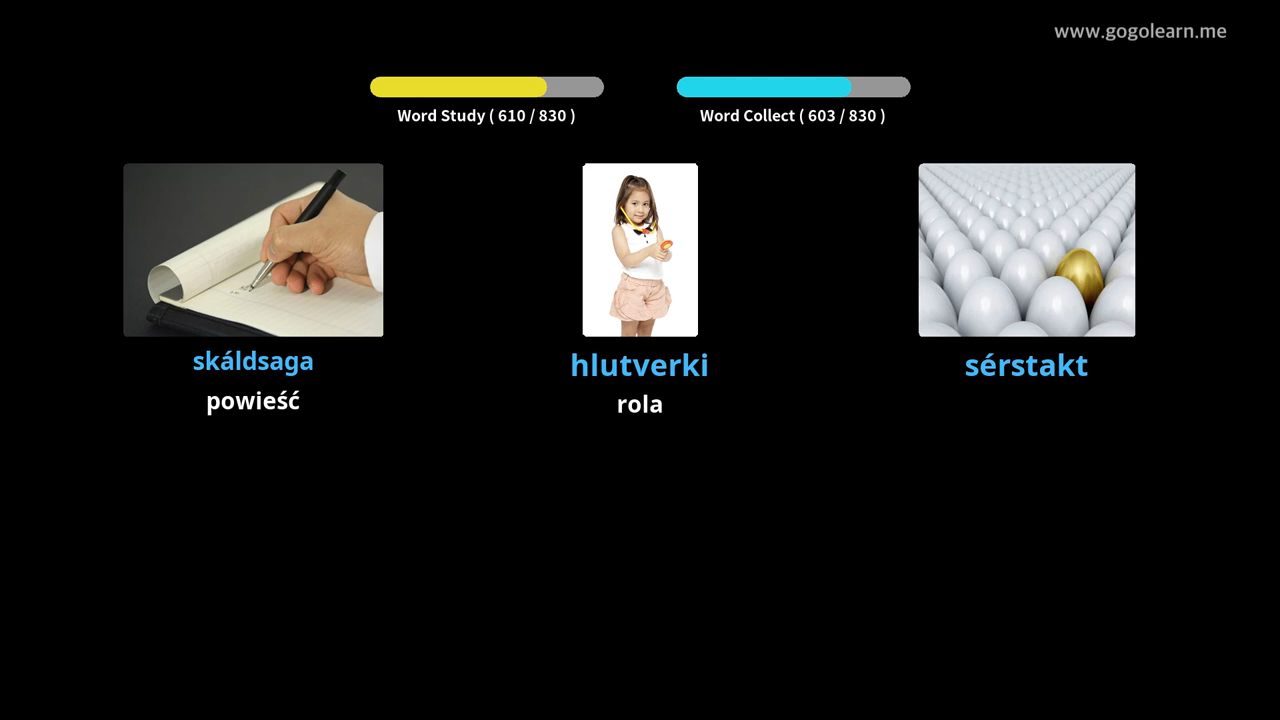 www.gogolearn.me
Word Study ( 610 / 830 )
Word Collect ( 603 / 830 )
skáldsaga
powieść
hlutverki
rola
sérstakt